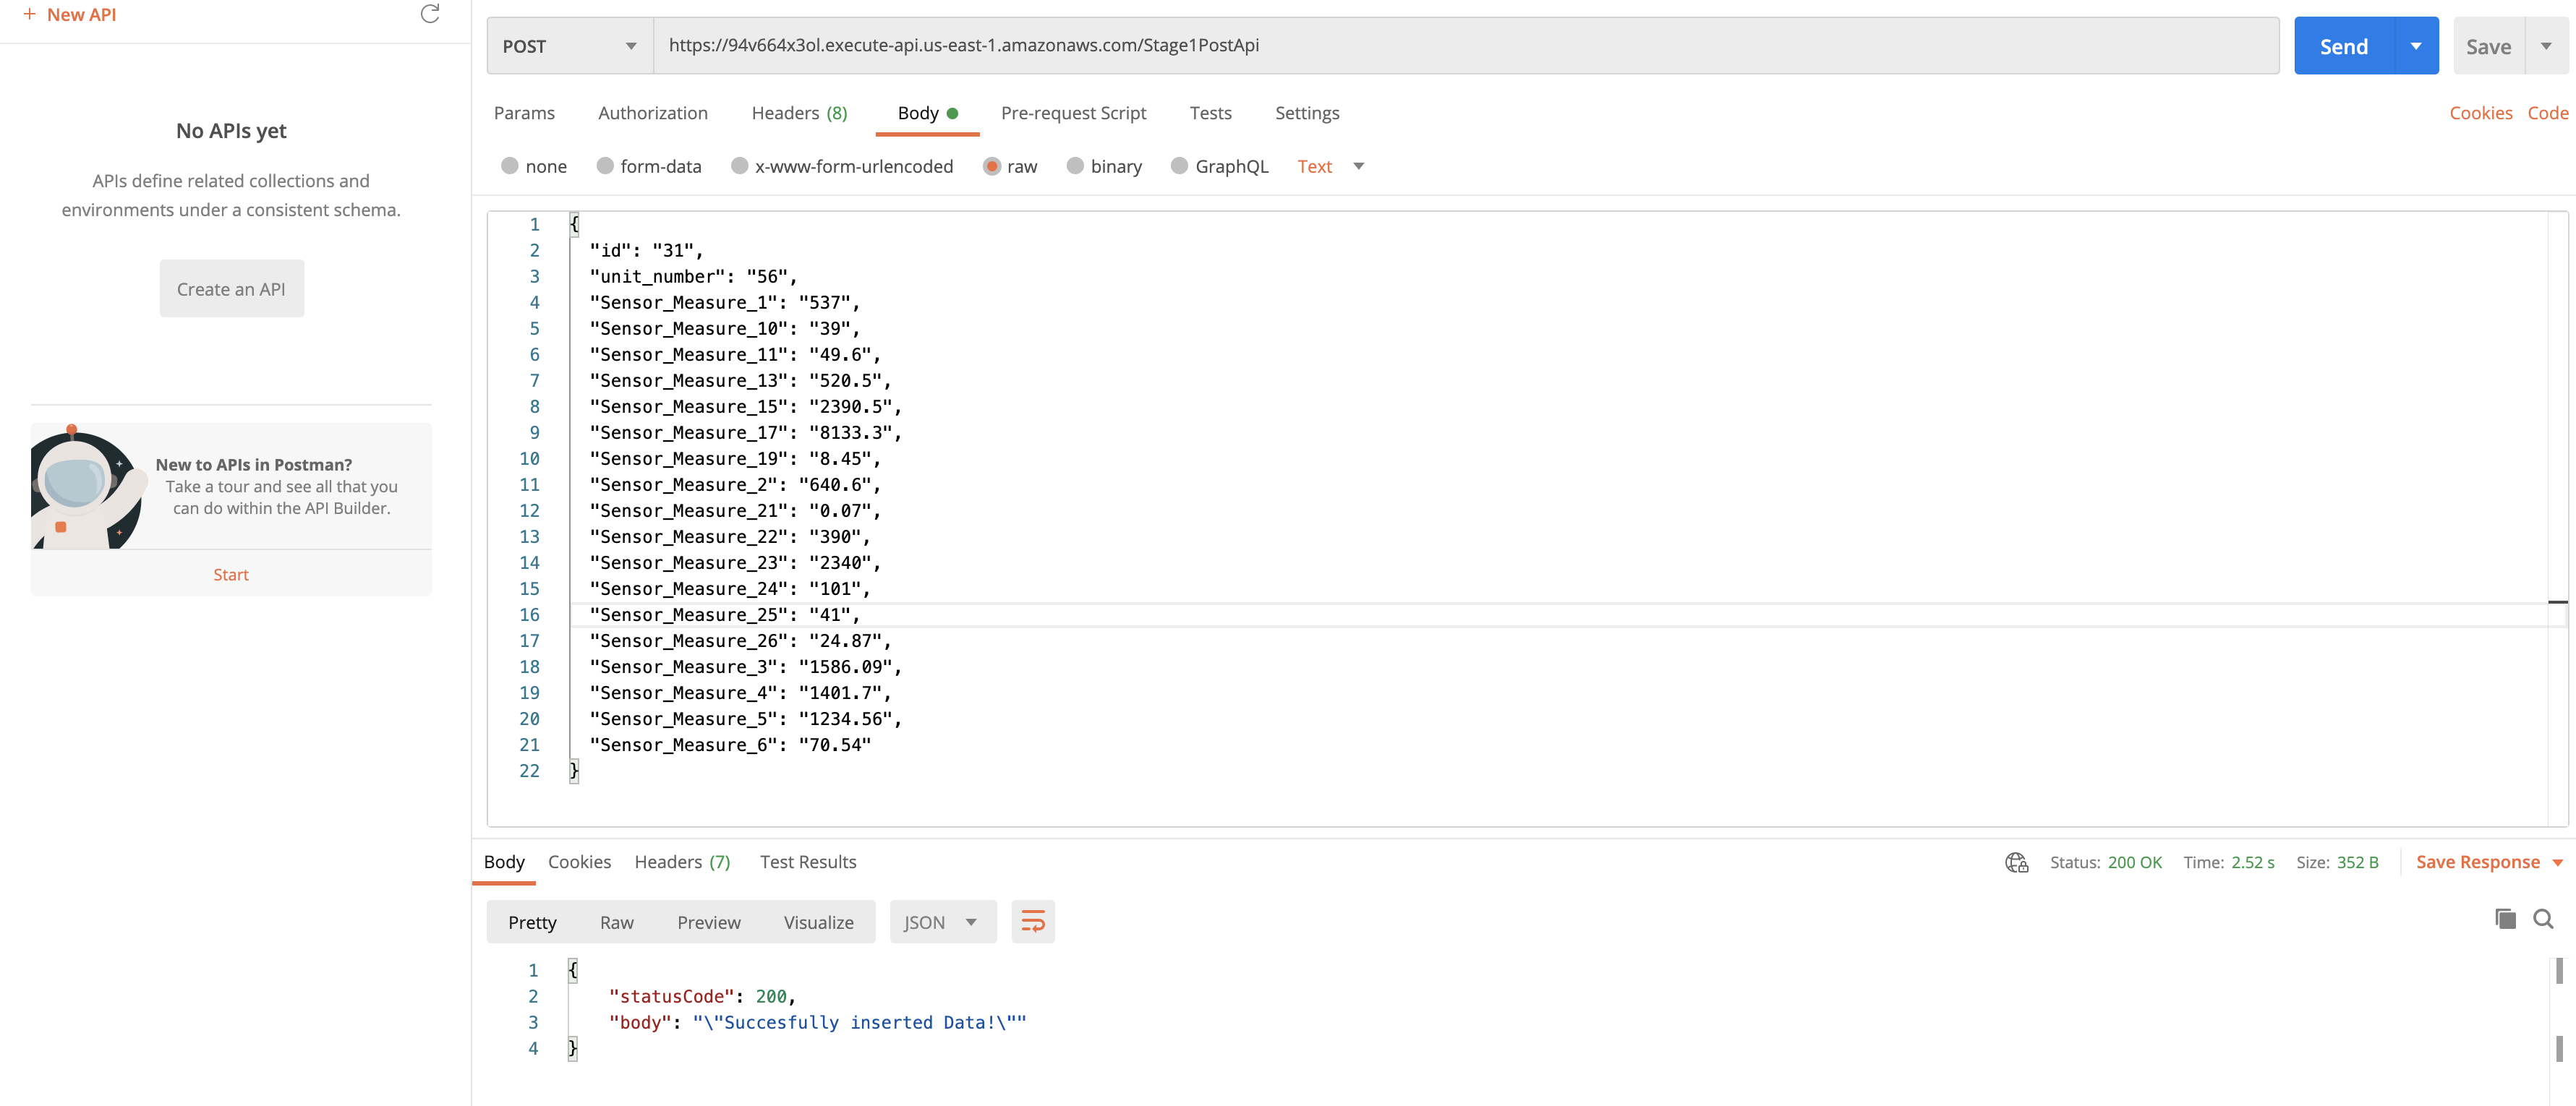 + New API
No APIs yet
APIs define related collections and
environments under a consistent schema.
Create an API
New to APIs in Postman?
Take a tour and see all that you
can do within the API Builder.
Start
POST https://94v664x3ol.execute-api.us-east-1.amazonaws.com/Stage1PostApi Send Save
Params Authorization Headers (8) Body Pre-request Script Tests Settings Cookies Code
none form-data x-www-form-urlencoded raw binary GraphQL Text
1 {
2 "id": "31",
3 "unit_number": "56",
4 "Sensor_Measure_1": "537",
5 "Sensor_Measure_10": "39",
6 "Sensor_Measure_11": "49.6",
7 "Sensor_Measure_13": "520.5",
8 "Sensor_Measure_15": "2390.5",
9 "Sensor_Measure_17": "8133.3",
10 "Sensor_Measure_19": "8.45",
11 "Sensor_Measure_2": "640.6",
12 "Sensor_Measure_21": "0.07",
13 "Sensor_Measure_22": "390",
14 "Sensor_Measure_23": "2340",
15 "Sensor_Measure_24": "101",
16 "Sensor_Measure_25": "41",
17 "Sensor_Measure_26": "24.87",
18 "Sensor_Measure_3": "1586.09",
19 "Sensor_Measure_4": "1401.7",
20 "Sensor_Measure_5": "1234.56",
21 "Sensor_Measure_6": "70.54"
22 }
Body Cookies Headers (7) Test Results Status: 200 OK Time: 2.52 s Size: 352 B Save Response
Pretty Raw Preview Visualize JSON
1 {
2 "statusCode": 200,
3 "body": "\"Succesfully inserted Data!\""
4 }